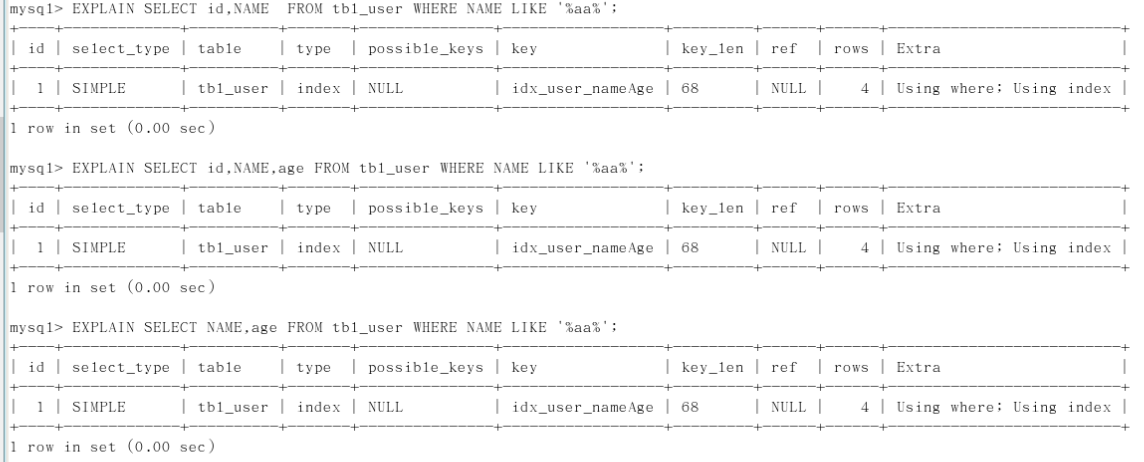 mysql> EXPLAIN SELECT id,NAME  FROM tbl_user WHERE NAME LIKE '%aa%';
+----+-------------+----------+-------+---------------+------------------+---------+------+------+--------------------------+
| id | select_type | table    | type  | possible_keys | key              | key_len | ref  | rows | Extra                    |
+----+-------------+----------+-------+---------------+------------------+---------+------+------+--------------------------+
|  1 | SIMPLE      | tbl_user | index | NULL          | idx_user_nameAge | 68      | NULL |    4 | Using where; Using index |
+----+-------------+----------+-------+---------------+------------------+---------+------+------+--------------------------+
1 row in set (0.00 sec)
mysql> EXPLAIN SELECT id,NAME,age FROM tbl_user WHERE NAME LIKE '%aa%';
+----+-------------+----------+-------+---------------+------------------+---------+------+------+--------------------------+
| id | select_type | table    | type  | possible_keys | key              | key_len | ref  | rows | Extra                    |
+----+-------------+----------+-------+---------------+------------------+---------+------+------+--------------------------+
|  1 | SIMPLE      | tbl_user | index | NULL          | idx_user_nameAge | 68      | NULL |    4 | Using where; Using index |
+----+-------------+----------+-------+---------------+------------------+---------+------+------+--------------------------+
1 row in set (0.00 sec)
mysql> EXPLAIN SELECT NAME,age FROM tbl_user WHERE NAME LIKE '%aa%';
+----+-------------+----------+-------+---------------+------------------+---------+------+------+--------------------------+
| id | select_type | table    | type  | possible_keys | key              | key_len | ref  | rows | Extra                    |
+----+-------------+----------+-------+---------------+------------------+---------+------+------+--------------------------+
|  1 | SIMPLE      | tbl_user | index | NULL          | idx_user_nameAge | 68      | NULL |    4 | Using where; Using index |
+----+-------------+----------+-------+---------------+------------------+---------+------+------+--------------------------+
1 row in set (0.00 sec)